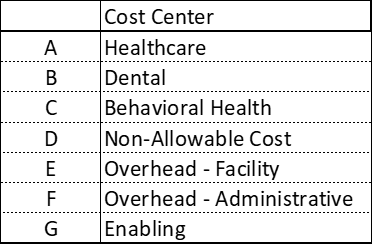 Cost Center
A Healthcare
B Dental
C Behavioral Health
D Non-Allowable Cost
E Overhead - Facility
F Overhead - Administrative
G Enabling